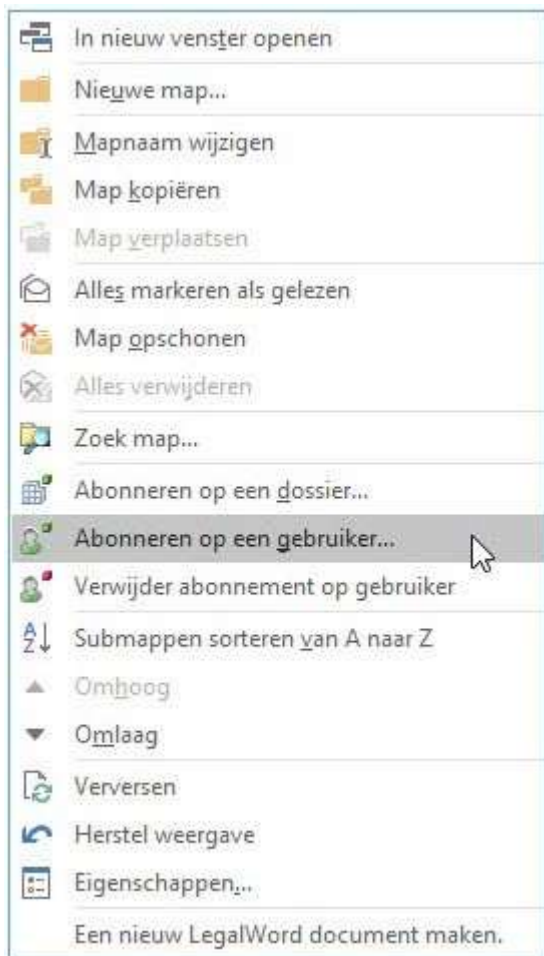 In nieuw venster openen
Nieuwe map...
Mapnaam wijzigen
Map kopiëren
Map verplaatsen
Alles markeren als gelezen
Map opschonen
Alles verwijderen
Zoek map...
Abonneren op een dossier...
Abonneren op een gebruiker...
Verwijder abonnement op gebruiker
Submappen sorteren van A naar Z
Omhoog
Omlaag
Verversen
Herstel weergave
Eigenschappen...
Een nieuw LegalWord document maken.